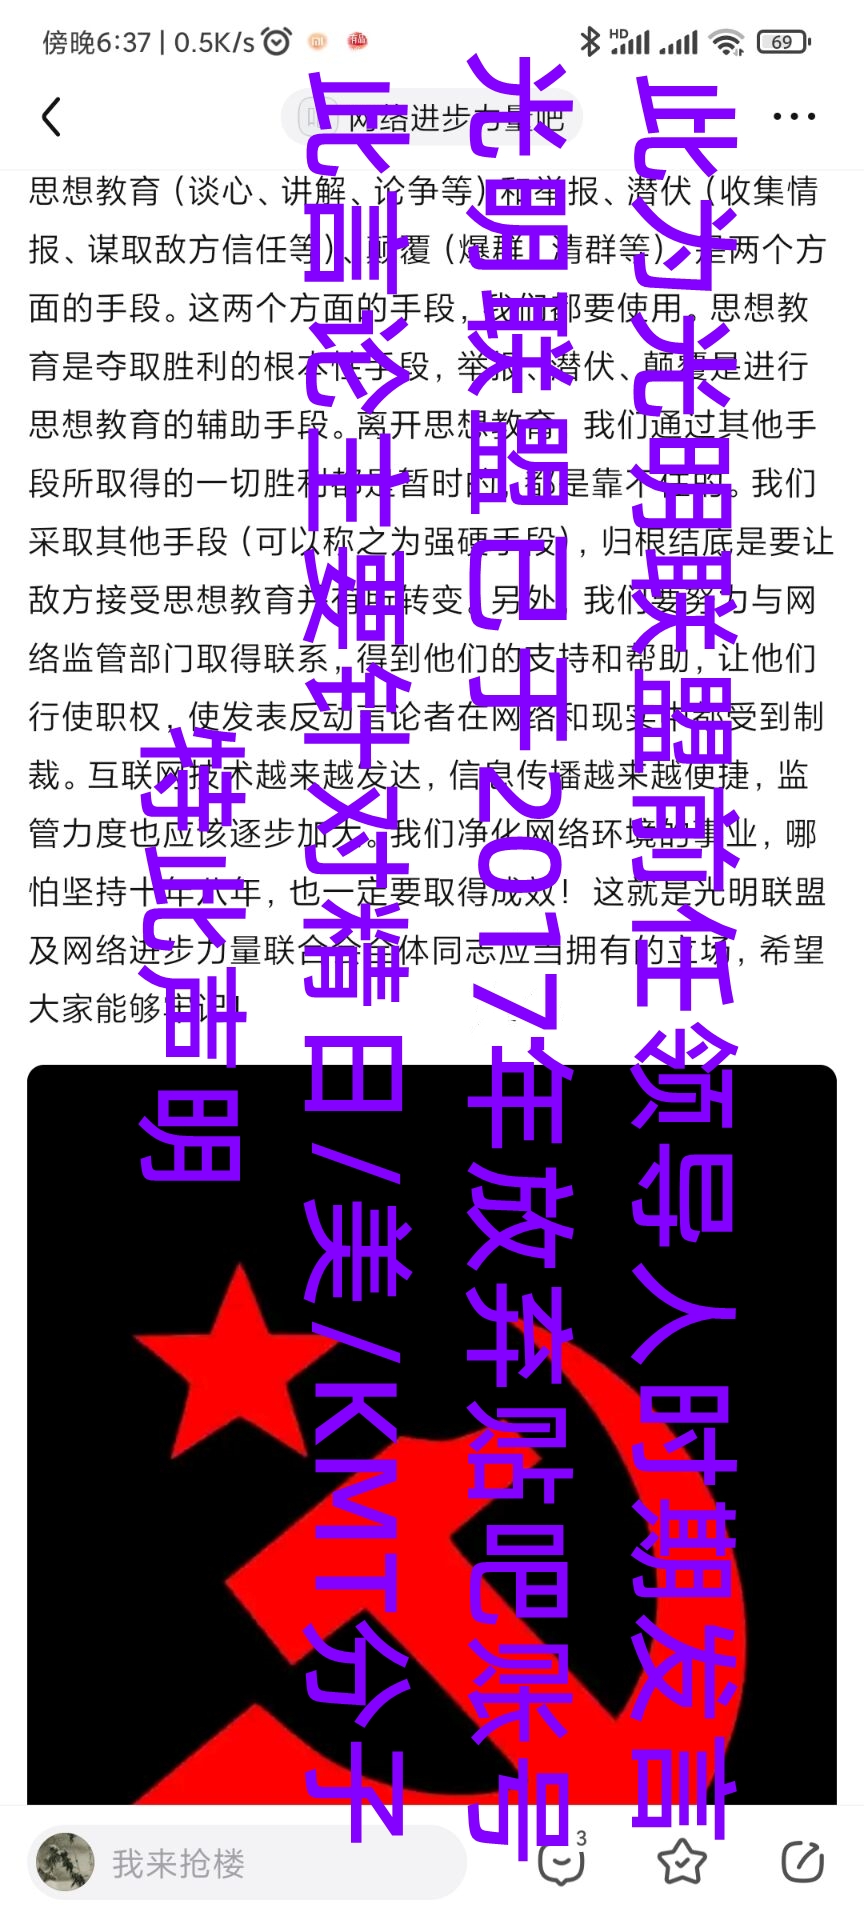 傍晚6:37 | 0.5K/s
HD
69
网络进步力量吧
思想教育（谈心、讲解、论争等）和举报、潜伏（收集情
报、谋取敌方信任等）、颠覆（爆群、清群等），是两个方
面的手段。这两个方面的手段，我们都要使用。思想教
育是夺取胜利的根本性手段，举报、潜伏、颠覆是进行
思想教育的辅助手段。离开思想教育，我们通过其他手
段所取得的一切胜利都是暂时的，都是靠不住的。我们
采取其他手段（可以称之为强硬手段），归根结底是要让
敌方接受思想教育并有所转变。另外，我们要努力与网
络监管部门取得联系，得到他们的支持和帮助，让他们
行使职权，使发表反动言论者在网络和现实中都受到制
裁。互联网技术越来越发达，信息传播越来越便捷，监
管力度也应该逐步加大。我们净化网络环境的事业，哪
怕坚持十年八年，也一定要取得成效！这就是光明联盟
及网络进步力量联合会全体同志应当拥有的立场，希望
大家能够牢记！
此为光明联盟前任领导人时期发言
光明联盟已于2017年放弃贴吧账号
此言论主要针对精日/美/KMT分子
特此声明
我来抢楼
3